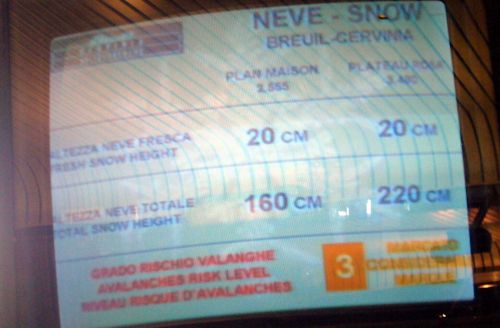 NEVE - SNOW
BREUIL-CERVINIA
PLAN MAISON
2.555
PLATEAU ROSA
3.480
ALTEZZA NEVE FRESCA
FRESH SNOW HEIGHT
20 CM
20 CM
ALTEZZA NEVE TOTALE
TOTAL SNOW HEIGHT
160 CM
220 CM
GRADO RISCHIO VALANGHE
AVALANCHES RISK LEVEL
NIVEAU RISQUE D'AVALANCHES
3
MARCATO